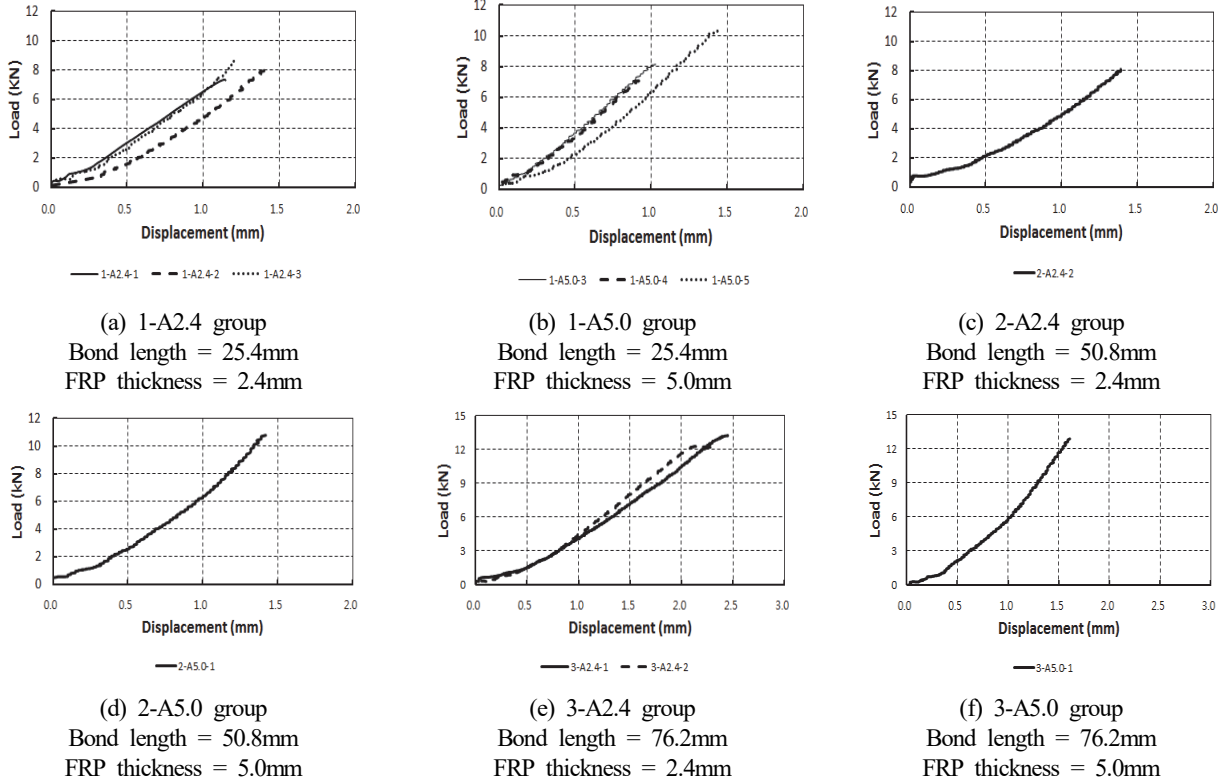 12
10
8
6
4
2
0
Load (kN)
0.0 0.5 1.0 1.5 2.0
Displacement (mm)
1-A2.4-1 1-A2.4-2 1-A2.4-3
(a) 1-A2.4 group
Bond length = 25.4mm
FRP thickness = 2.4mm
12
10
8
6
4
2
0
Load (kN)
0.0 0.5 1.0 1.5 2.0
Displacement (mm)
1-A5.0-3 1-A5.0-4 1-A5.0-5
(b) 1-A5.0 group
Bond length = 25.4mm
FRP thickness = 5.0mm
12
10
8
6
4
2
0
Load (kN)
0.0 0.5 1.0 1.5 2.0
Displacement (mm)
2-A2.4-2
(c) 2-A2.4 group
Bond length = 50.8mm
FRP thickness = 2.4mm
12
10
8
6
4
2
0
Load (kN)
0.0 0.5 1.0 1.5 2.0
Displacement (mm)
2-A5.0-1
(d) 2-A5.0 group
Bond length = 50.8mm
FRP thickness = 5.0mm
15
12
9
6
3
0
Load (kN)
0.0 0.5 1.0 1.5 2.0 2.5 3.0
Displacement (mm)
3-A2.4-1 3-A2.4-2
(e) 3-A2.4 group
Bond length = 76.2mm
FRP thickness = 2.4mm
15
12
9
6
3
0
Load (kN)
0.0 0.5 1.0 1.5 2.0 2.5 3.0
Displacement (mm)
3-A5.0-1
(f) 3-A5.0 group
Bond length = 76.2mm
FRP thickness = 5.0mm